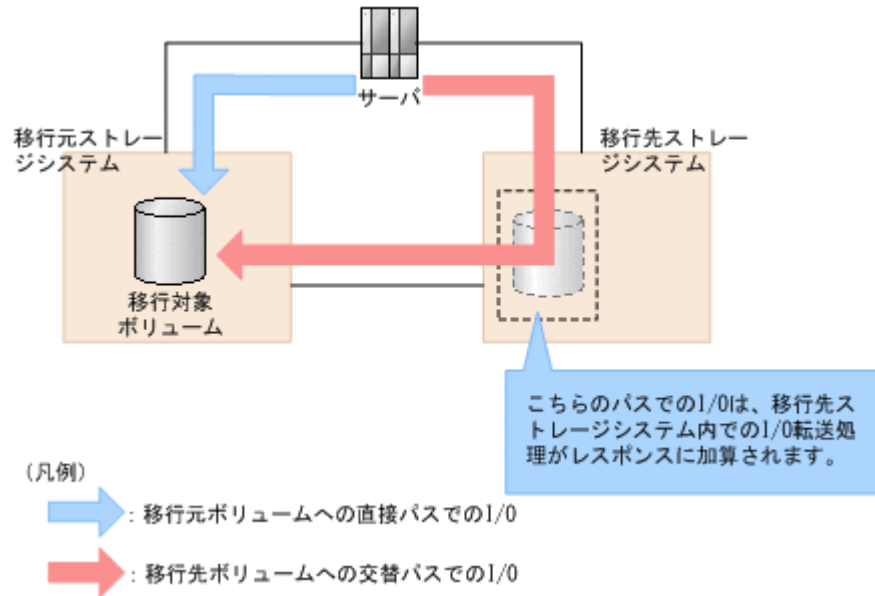 サーバ
移行元ストレー
ジシステム
移行先ストレー
ジシステム
移行対象
ボリューム
こちらのパスでのI/Oは、移行先ス
トレージシステム内でのI/O転送処
理がレスポンスに加算されます。
(凡例)
：移行元ボリュームへの直接パスでのI/O
：移行先ボリュームへの交替パスでのI/O